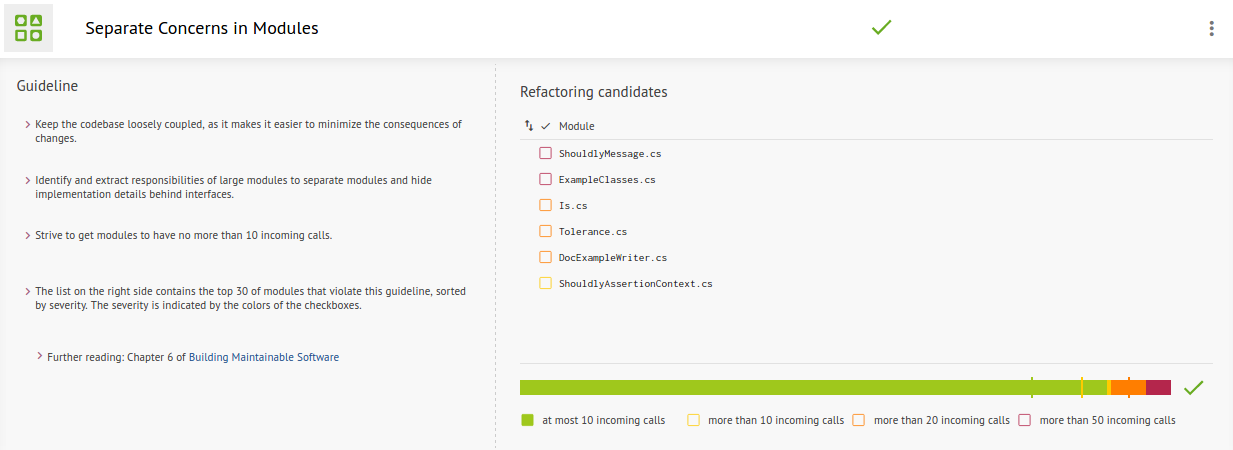 Separate Concerns in Modules
Guideline
Keep the codebase loosely coupled, as it makes it easier to minimize the consequences of
changes.
Identify and extract responsibilities of large modules to separate modules and hide
implementation details behind interfaces.
Strive to get modules to have no more than 10 incoming calls.
The list on the right side contains the top 30 of modules that violate this guideline, sorted
by severity. The severity is indicated by the colors of the checkboxes.
Further reading: Chapter 6 of Building Maintainable Software
Refactoring candidates
Module
ShouldlyMessage.cs
ExampleClasses.cs
Is.cs
Tolerance.cs
DocExampleWriter.cs
ShouldlyAssertionContext.cs
at most 10 incoming calls
more than 10 incoming calls
more than 20 incoming calls
more than 50 incoming calls